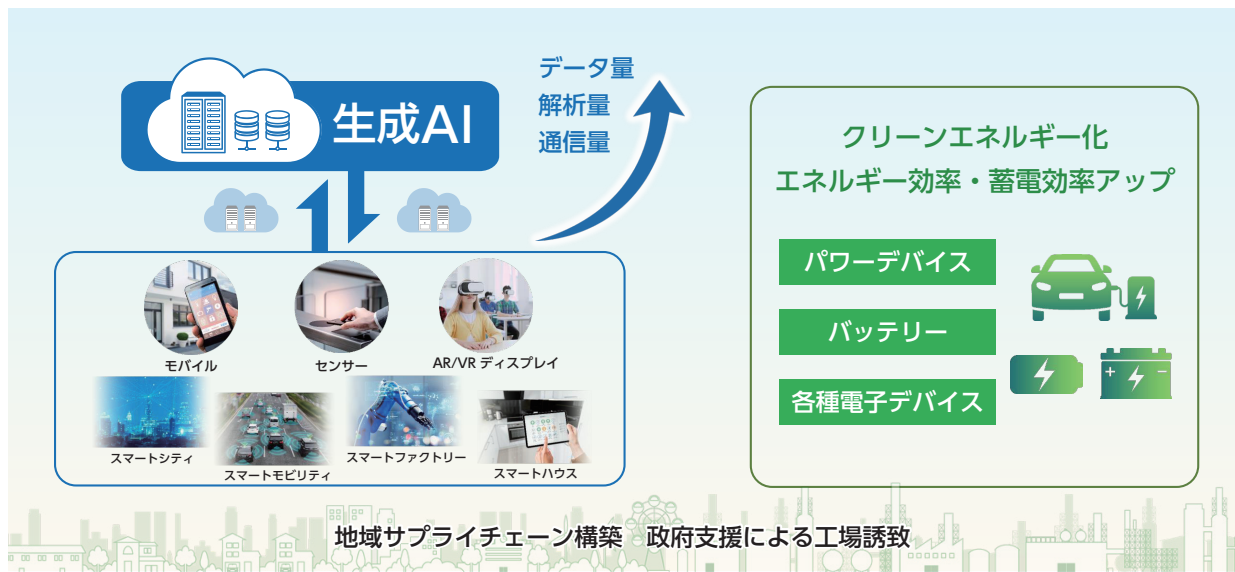 生成AI
データ量
解析量
通信量
モバイル
センサー
AR/VR ディスプレイ
スマートシティ
スマートモビリティ
スマートファクトリー
スマートハウス
クリーンエネルギー化
エネルギー効率・蓄電効率アップ
パワーデバイス
バッテリー
各種電子デバイス
地域サプライチェーン構築　政府支援による工場誘致